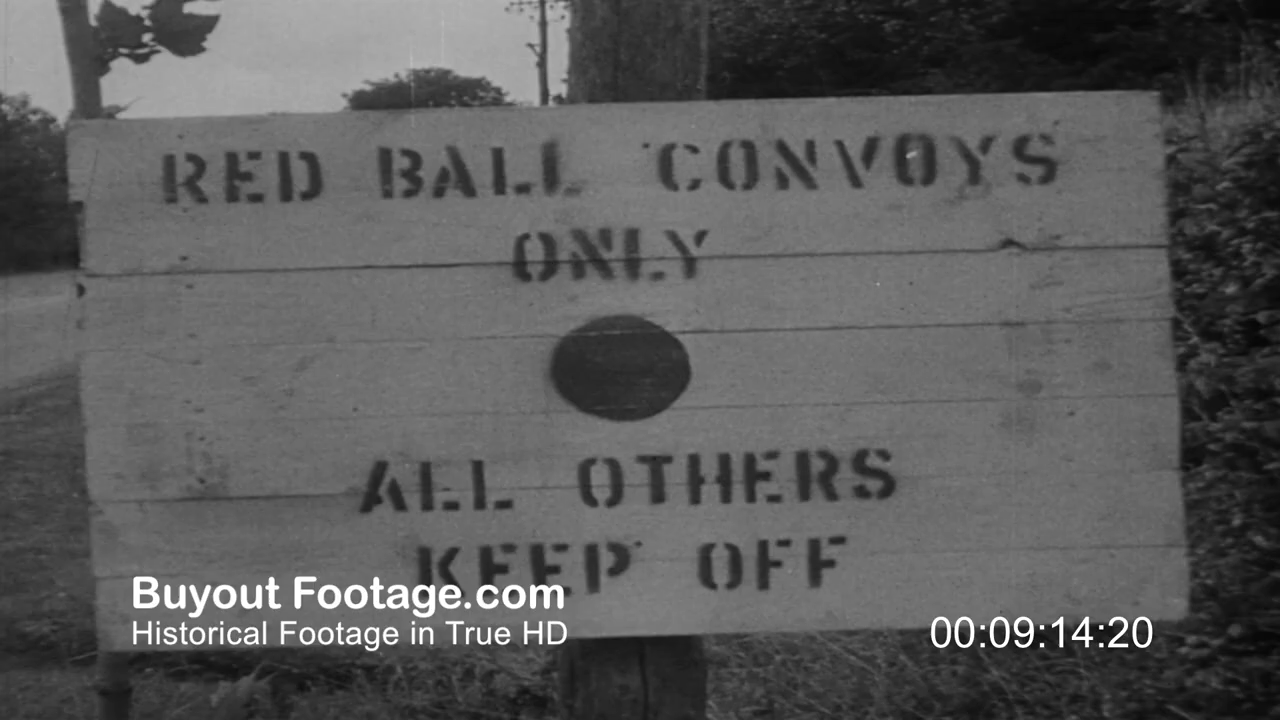 RED BALL CONVOYS
ONLY
ALL OTHERS
KEEP OFF
Buyout Footage.com
Historical Footage in True HD
00:09:14:20